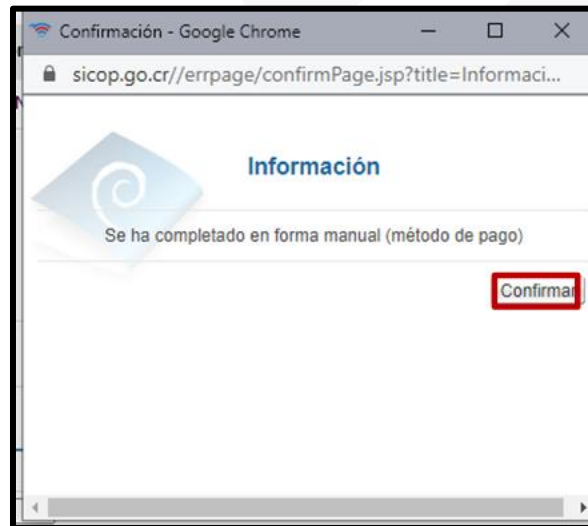 Confirmación - Google Chrome
sicop.go.cr//errpage/confirmPage.jsp?title=Informaci...
Información
Se ha completado en forma manual (método de pago)
Confirmar